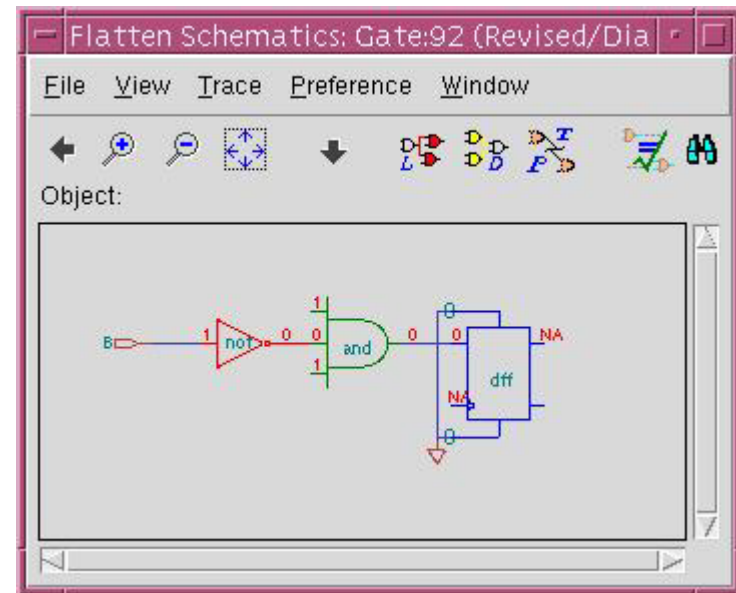 Flatten Schematics: Gate:92 (Revised/Dia
File View Trace Preference Window
L D P T
Object:
B 1 not 0 0 1 1 and 0 0 0 0 NA NA dff